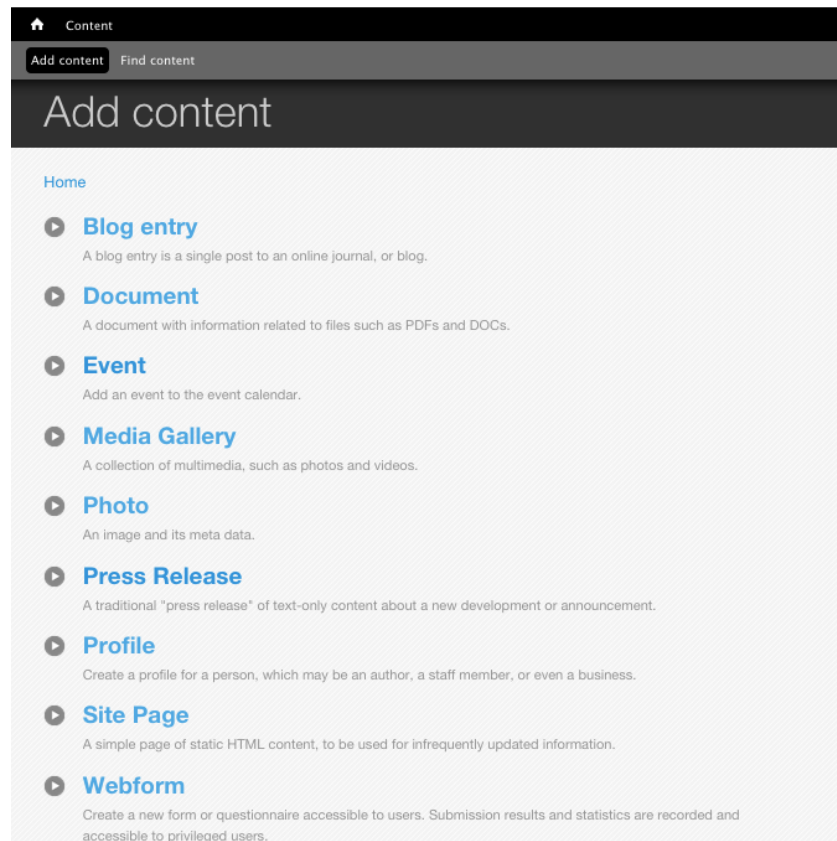 Content
Add content Find content
Add content
Home
Blog entry
A blog entry is a single post to an online journal, or blog.
Document
A document with information related to files such as PDFs and DOCs.
Event
Add an event to the event calendar.
Media Gallery
A collection of multimedia, such as photos and videos.
Photo
An image and its meta data.
Press Release
A traditional "press release" of text-only content about a new development or announcement.
Profile
Create a profile for a person, which may be an author, a staff member, or even a business.
Site Page
A simple page of static HTML content, to be used for infrequently updated information.
Webform
Create a new form or questionnaire accessible to users. Submission results and statistics are recorded and
accessible to privileged users.